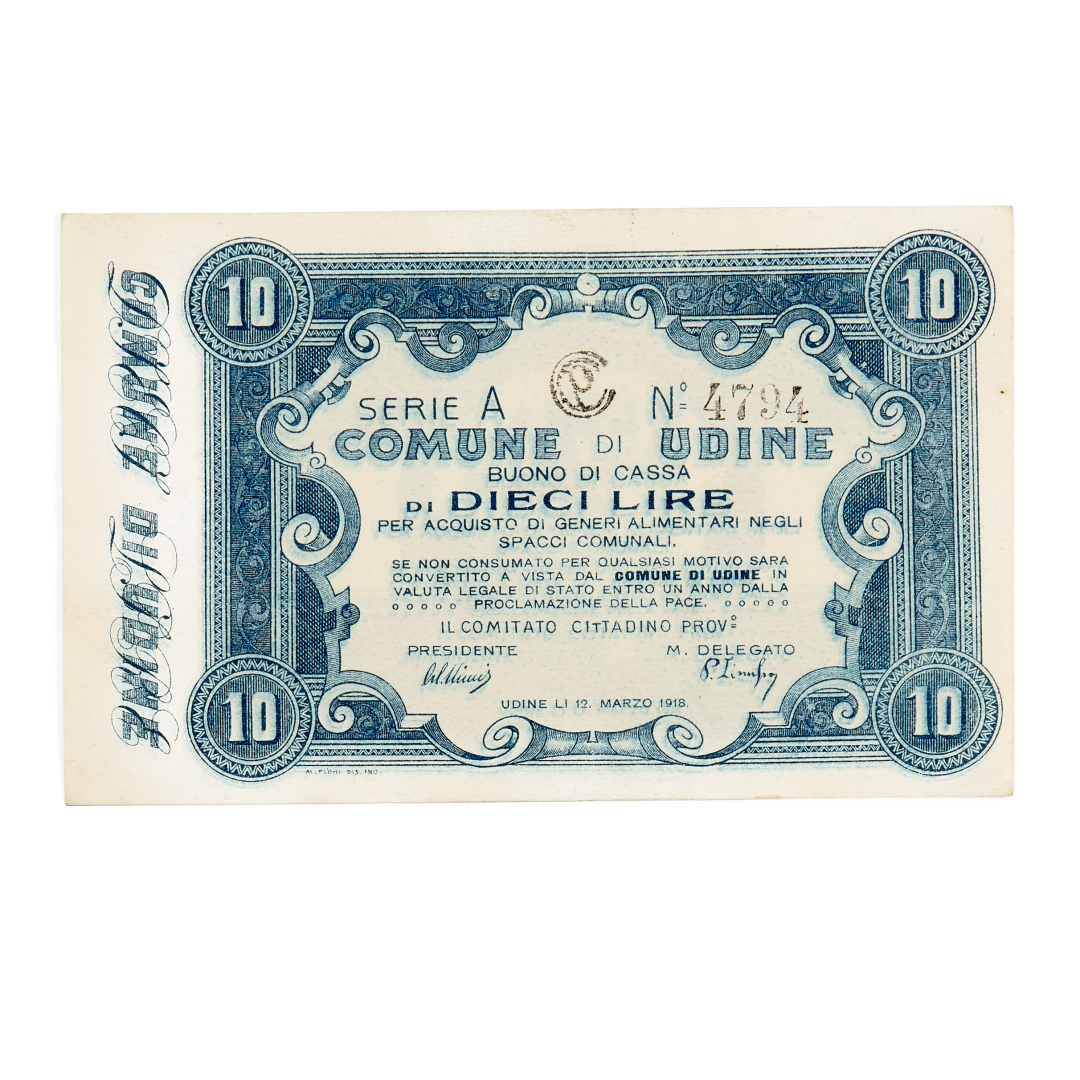 COMUNE DI UDINE
10
10
SERIE A Nº 4794
COMUNE DI UDINE
BUONO DI CASSA
DI DIECI LIRE
PER ACQUISTO DI GENERI ALIMENTARI NEGLI
SPACCI COMUNALI.
SE NON CONSUMATO PER QUALSIASI MOTIVO SARA
CONVERTITO A VISTA DAL COMUNE DI UDINE IN
VALUTA LEGALE DI STATO ENTRO UN ANNO DALLA
PROCLAMAZIONE DELLA PACE.
IL COMITATO CITTADINO PROVº
PRESIDENTE M. DELEGATO
UDINE LI 12. MARZO 1918.
10
10